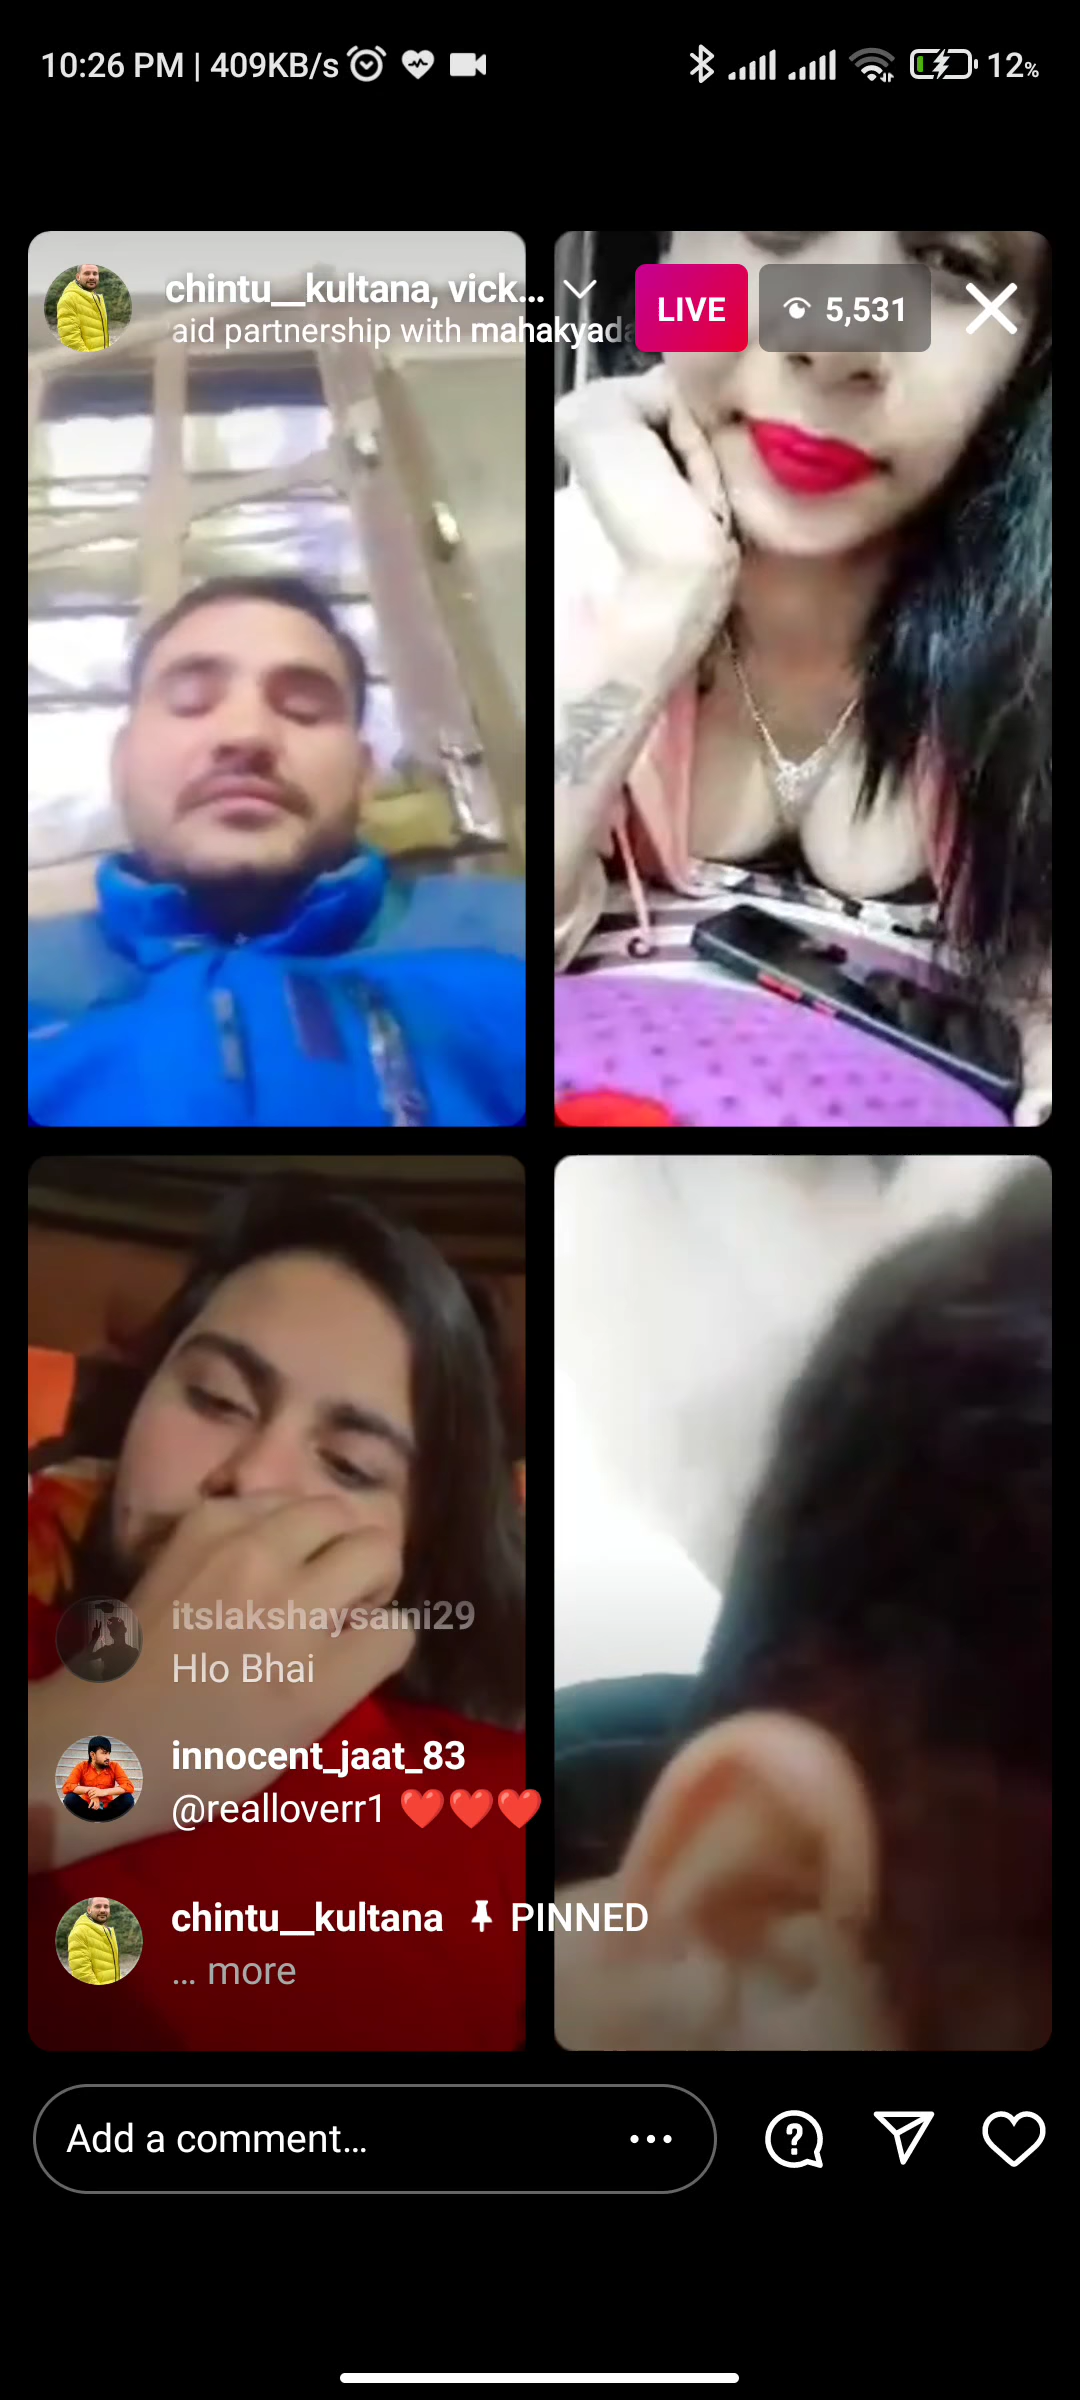 10:26 PM | 409KB/s
12%
chintu__kultana, vick...
aid partnership with mahakyad
LIVE
5,531
itslakshaysaini29
Hlo Bhai
innocent_jaat_83
@realloverr1 ❤️❤️❤️
chintu__kultana PINNED
... more
Add a comment...